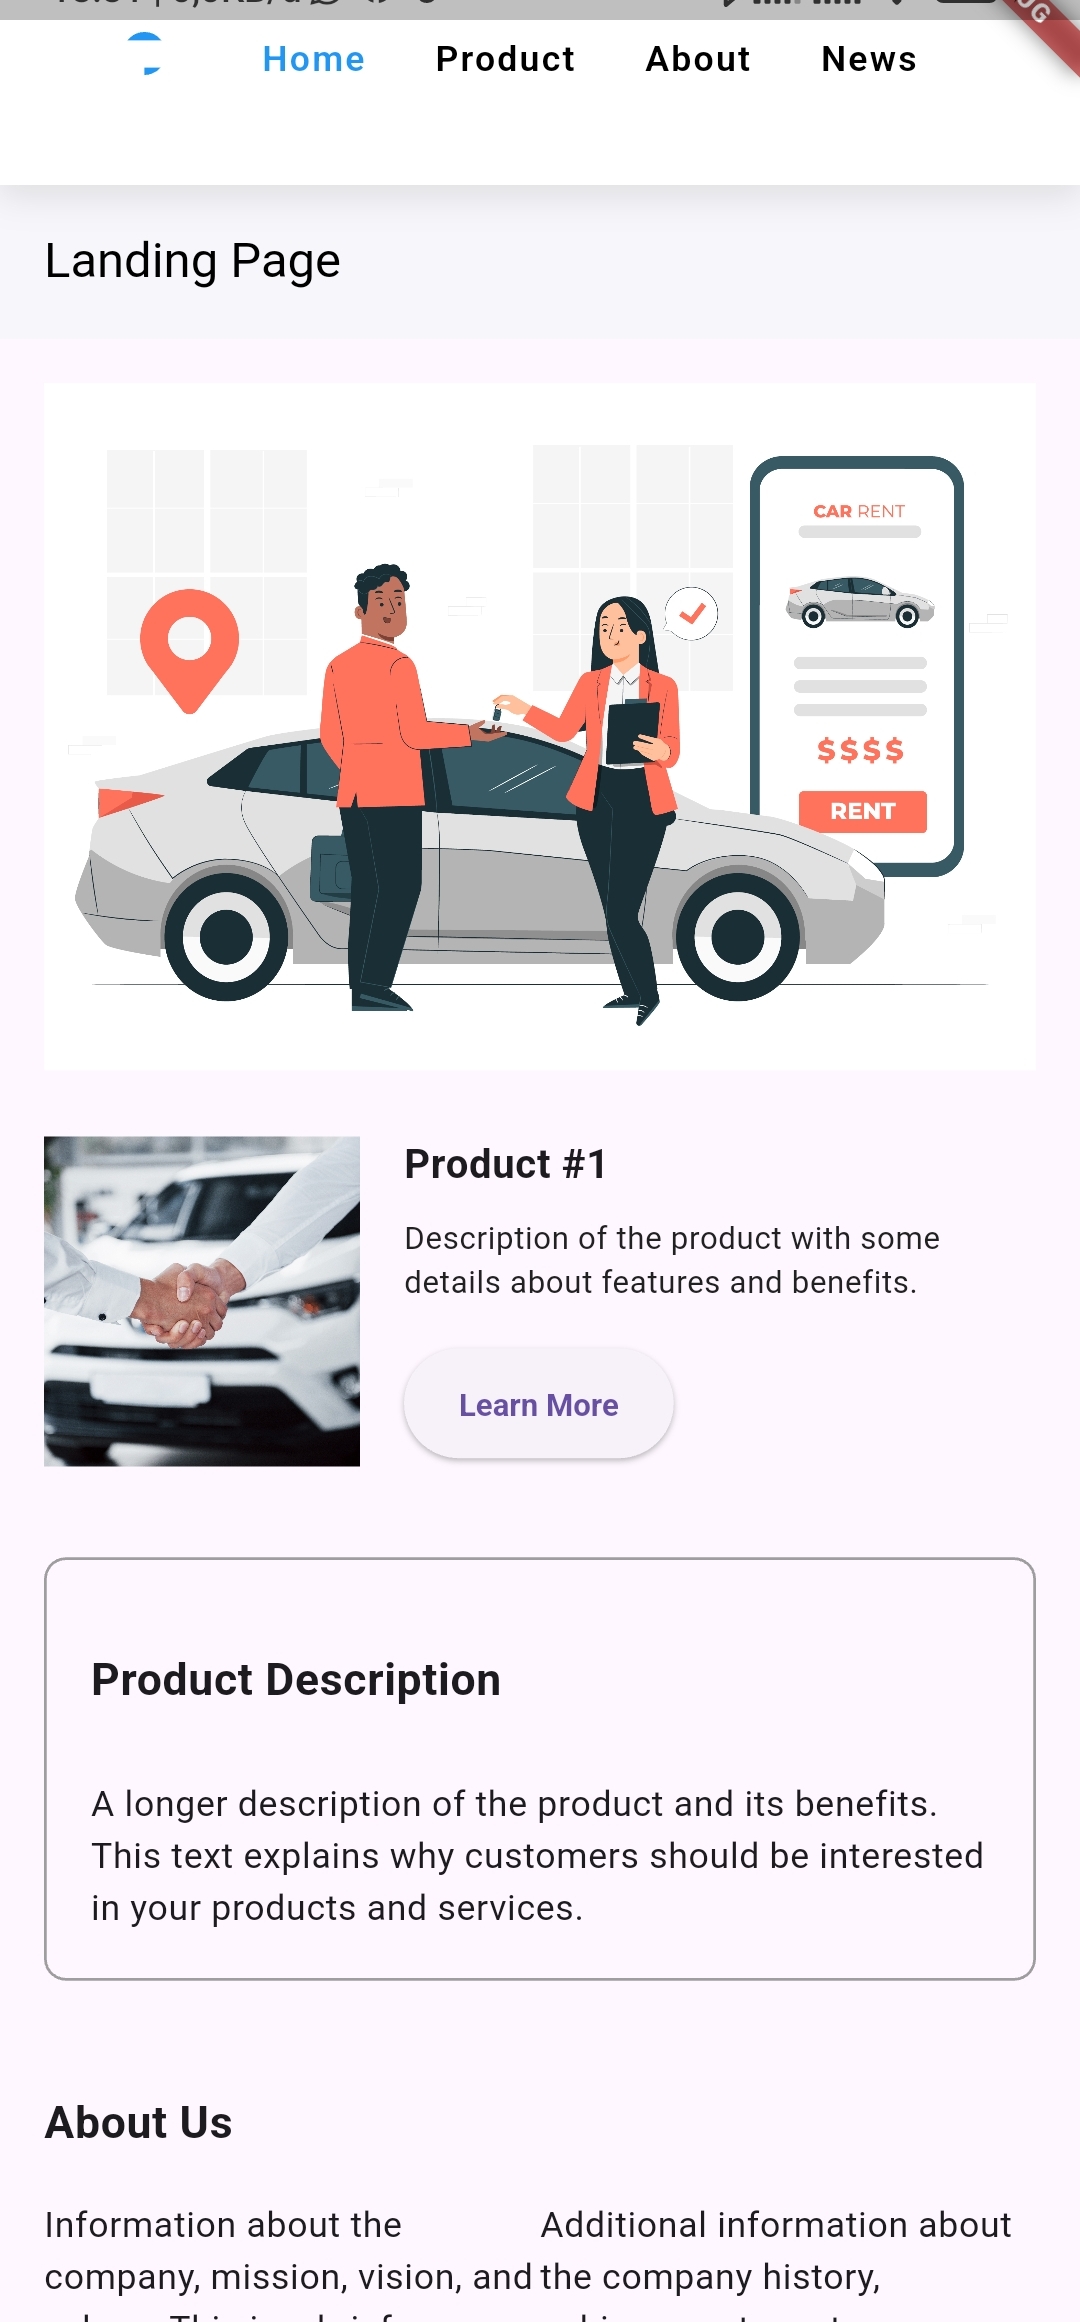 Home Product About News
Landing Page
CAR RENT
$$$$
RENT
Product #1
Description of the product with some
details about features and benefits.
Learn More
Product Description
A longer description of the product and its benefits.
This text explains why customers should be interested
in your products and services.
About Us
Information about the
company, mission, vision, and
Additional information about
the company history,